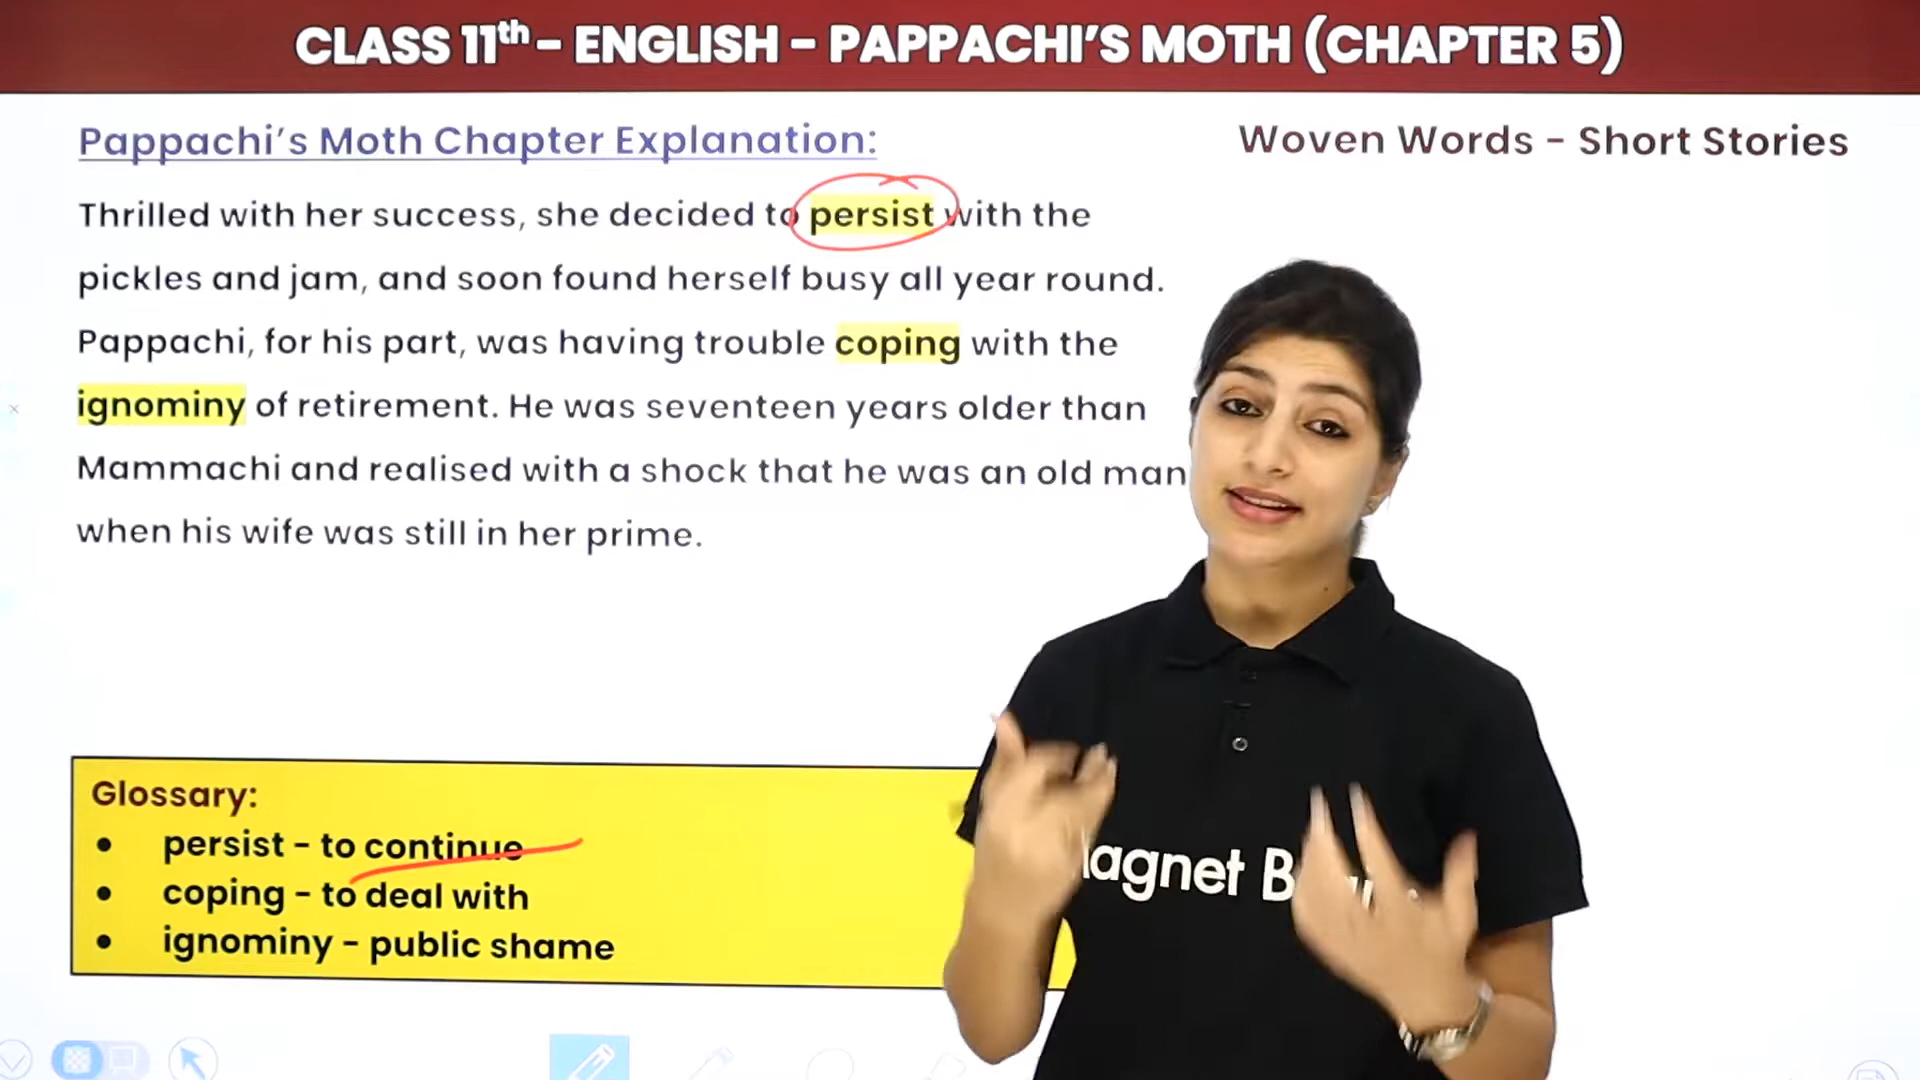 CLASS 11th – ENGLISH – PAPPACHI'S MOTH (CHAPTER 5)
Pappachi's Moth Chapter Explanation:
Woven Words – Short Stories
Thrilled with her success, she decided to persist with the
pickles and jam, and soon found herself busy all year round.
Pappachi, for his part, was having trouble coping with the
ignominy of retirement. He was seventeen years older than
Mammachi and realised with a shock that he was an old man
when his wife was still in her prime.
Glossary:
• persist – to continue
• coping – to deal with
• ignominy – public shame
agnet B